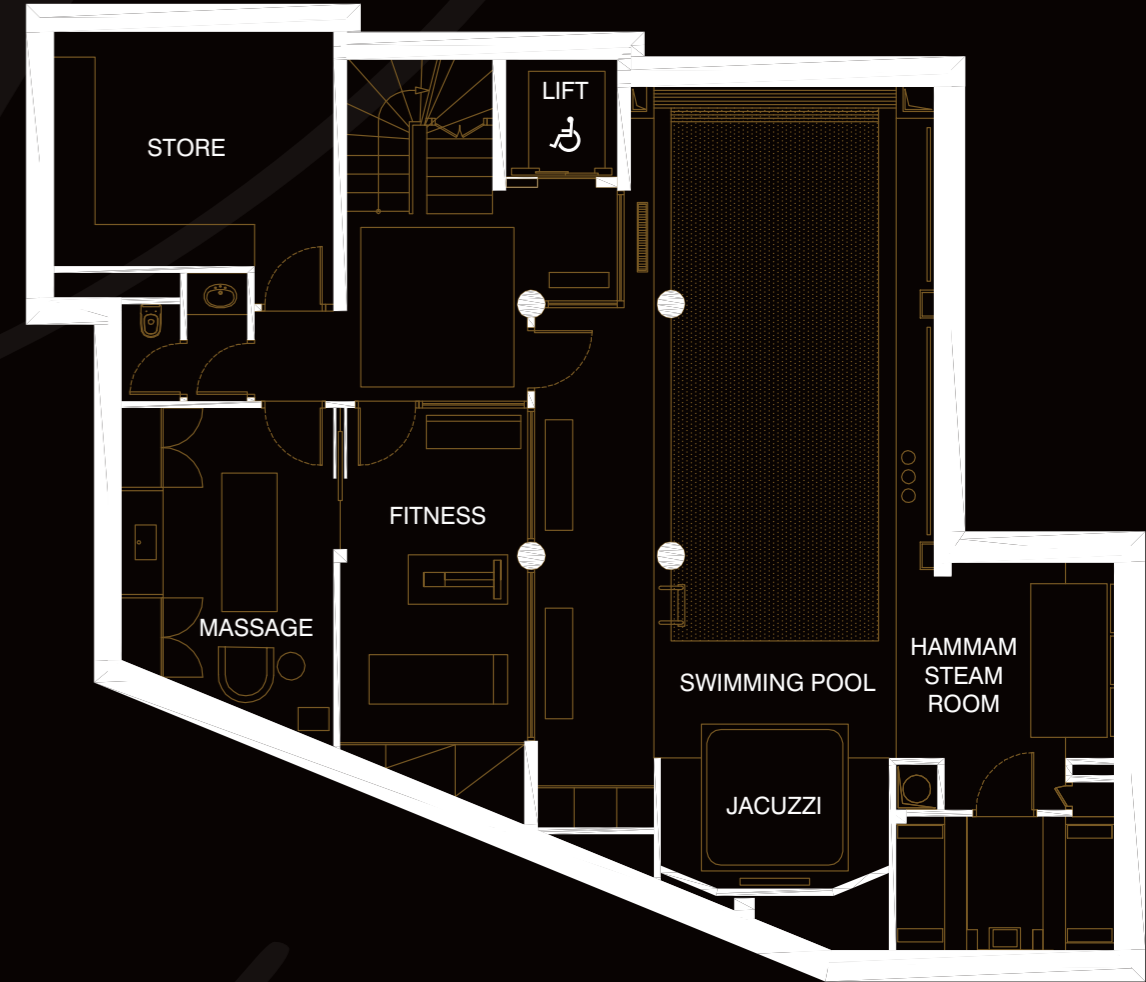 LIFT
STORE
FITNESS
MASSAGE
HAMMAM
STEAM
ROOM
SWIMMING POOL
JACUZZI